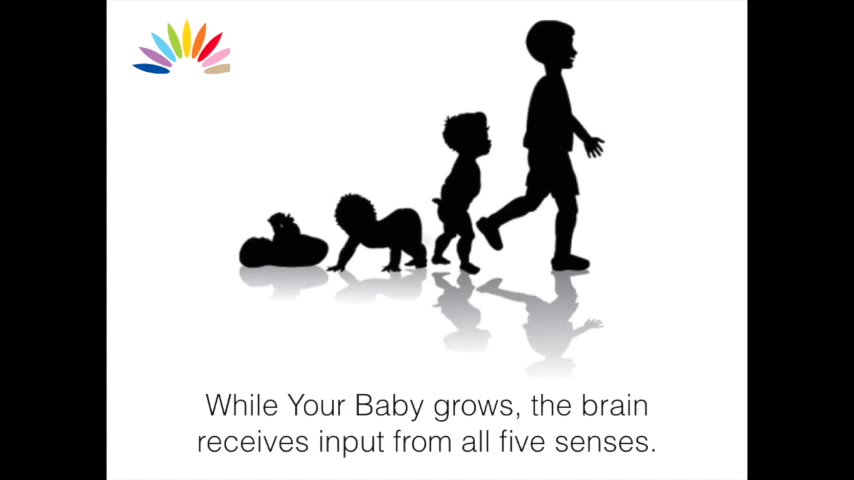 While Your Baby grows, the brain
receives input from all five senses.